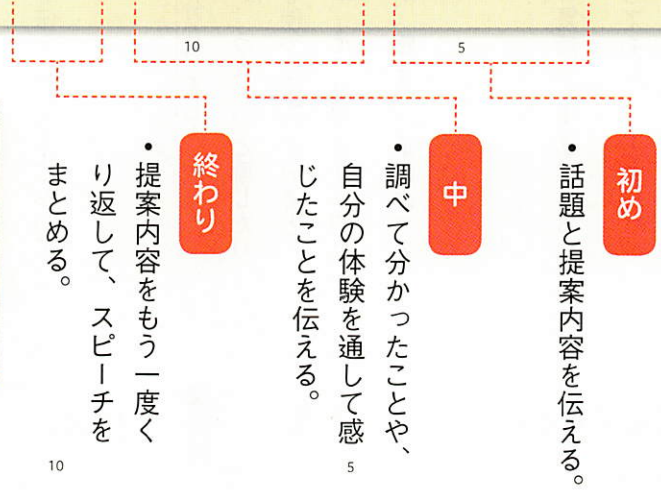 初め
・話題と提案内容を伝える。
5
中
・調べて分かったことや、
自分の体験を通して感
じたことを伝える。
5
10
終わり
・提案内容をもう一度く
り返して、スピーチを
まとめる。
10